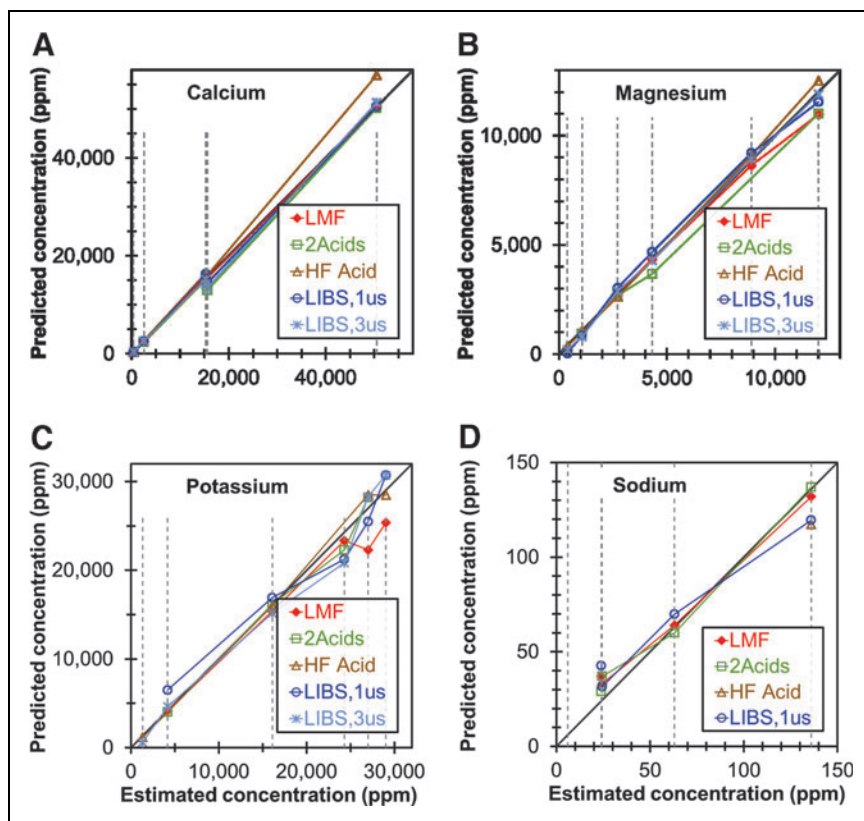 A
Calcium
Predicted concentration (ppm)
40,000
20,000
0
0
20,000
40,000
LMF
2Acids
HF Acid
LIBS,1us
LIBS,3us
B
Magnesium
Predicted concentration (ppm)
10,000
5,000
0
0
5,000
10,000
LMF
2Acids
HF Acid
LIBS,1us
LIBS,3us
C
Potassium
Predicted concentration (ppm)
30,000
20,000
10,000
0
0
10,000
20,000
30,000
Estimated concentration (ppm)
LMF
2Acids
HF Acid
LIBS,1us
LIBS,3us
D
Sodium
Predicted concentration (ppm)
150
100
50
0
0
50
100
150
Estimated concentration (ppm)
LMF
2Acids
HF Acid
LIBS,1us